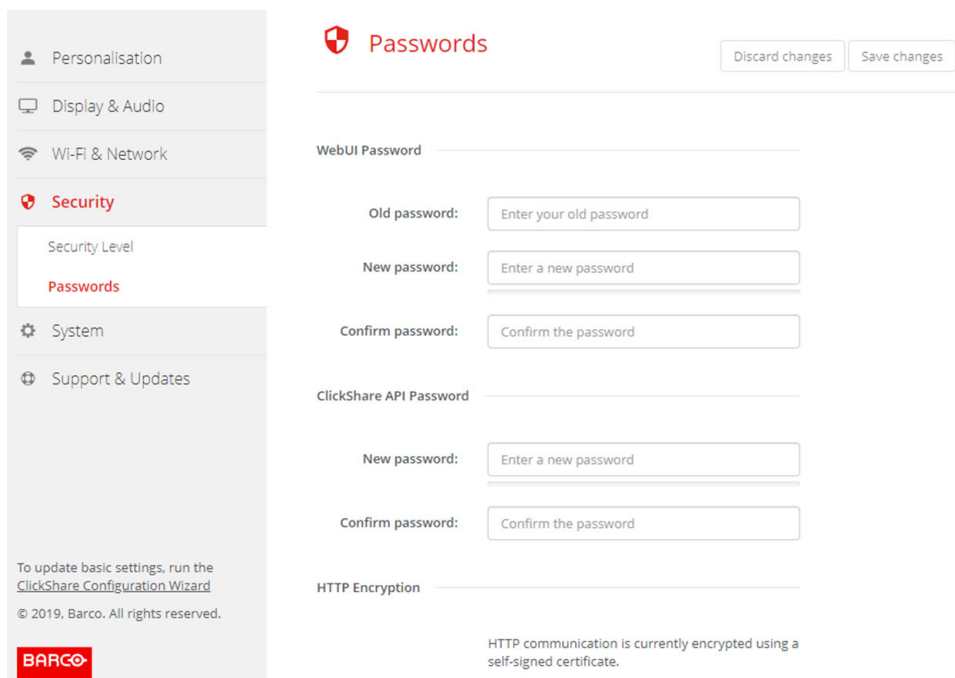 Personalisation
Display & Audio
Wi-Fi & Network
Security
Security Level
Passwords
System
Support & Updates
To update basic settings, run the
ClickShare Configuration Wizard
© 2019, Barco. All rights reserved.
BARCO
Passwords
Discard changes
Save changes
WebUI Password
Old password: Enter your old password
New password: Enter a new password
Confirm password: Confirm the password
ClickShare API Password
New password: Enter a new password
Confirm password: Confirm the password
HTTP Encryption
HTTP communication is currently encrypted using a
self-signed certificate.